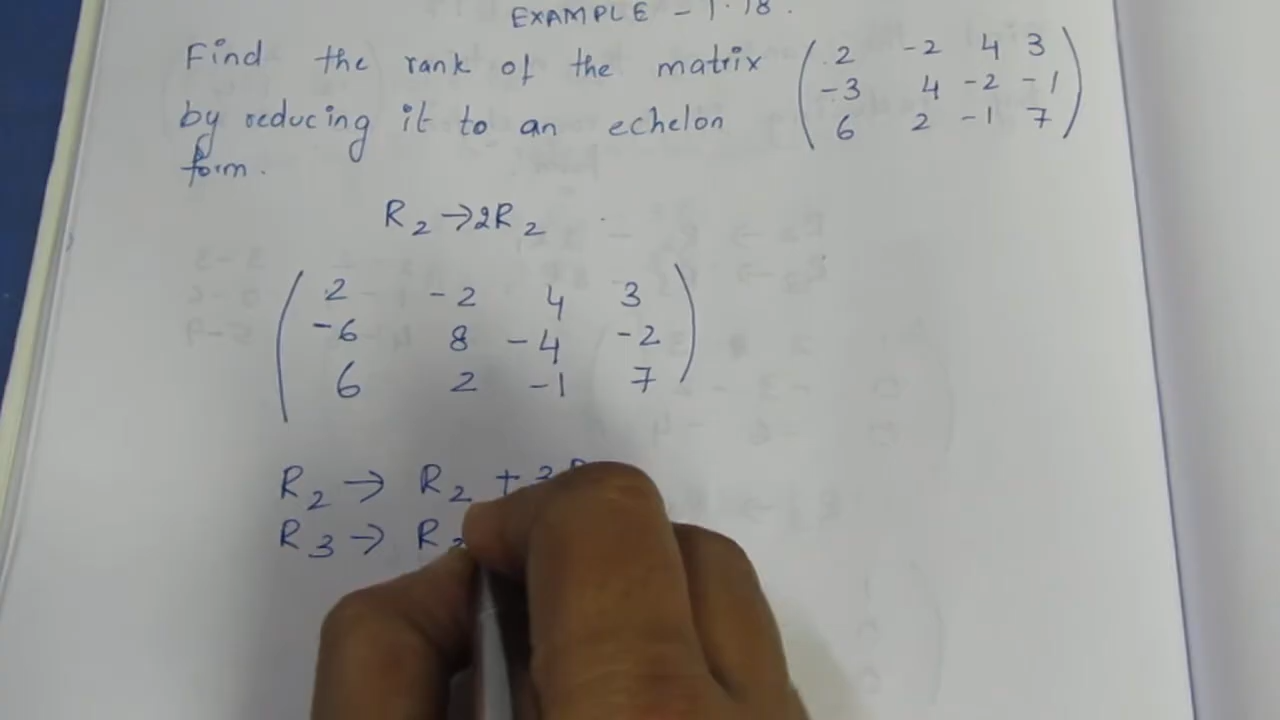 EXAMPLE - 1.18.
Find the rank of the matrix
by reducing it to an echelon
form.
2 -2 4 3
-3 4 -2 -1
6 2 -1 7
R2 → 2R2
2 -2 4 3
-6 8 -4 -2
6 2 -1 7
R2 → R2 + 3
R3 → R